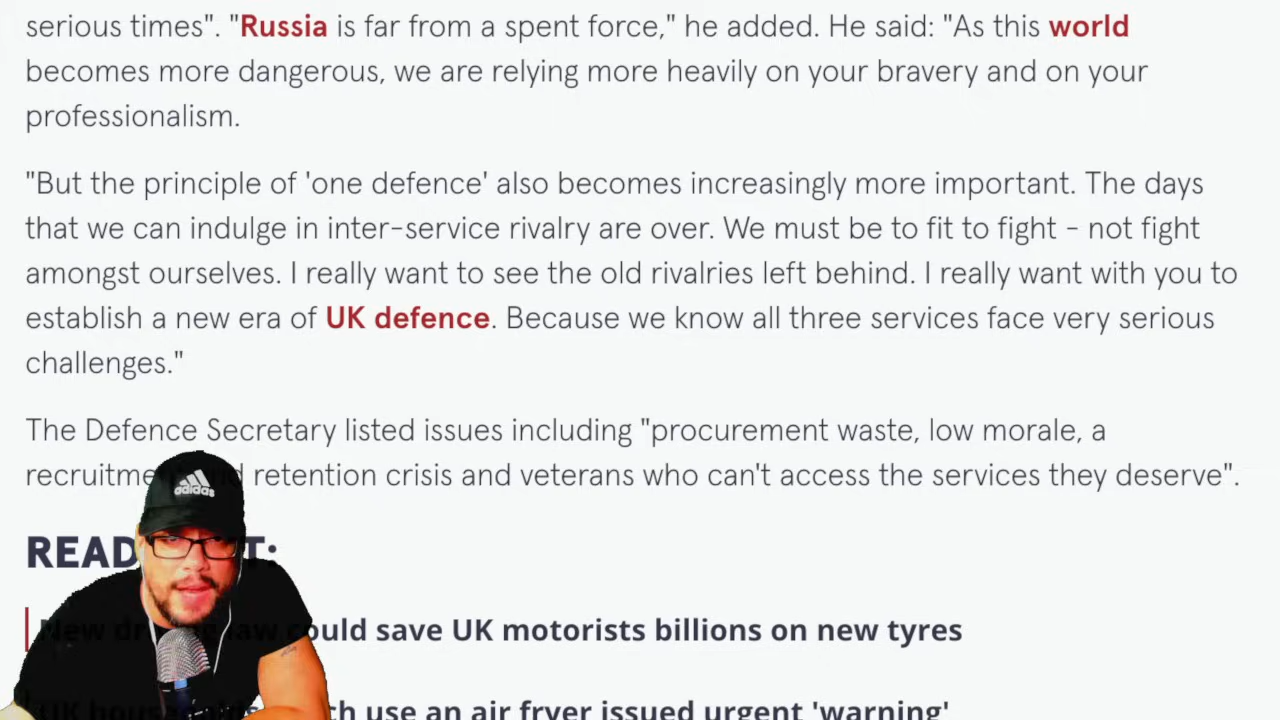 serious times". "Russia is far from a spent force," he added. He said: "As this world
becomes more dangerous, we are relying more heavily on your bravery and on your
professionalism.
"But the principle of 'one defence' also becomes increasingly more important. The days
that we can indulge in inter-service rivalry are over. We must be to fit to fight - not fight
amongst ourselves. I really want to see the old rivalries left behind. I really want with you to
establish a new era of UK defence. Because we know all three services face very serious
challenges."
The Defence Secretary listed issues including "procurement waste, low morale, a
retention crisis and veterans who can't access the services they deserve".
adidas
New law could save UK motorists billions on new tyres
UK use an air fryer issued urgent 'warning'